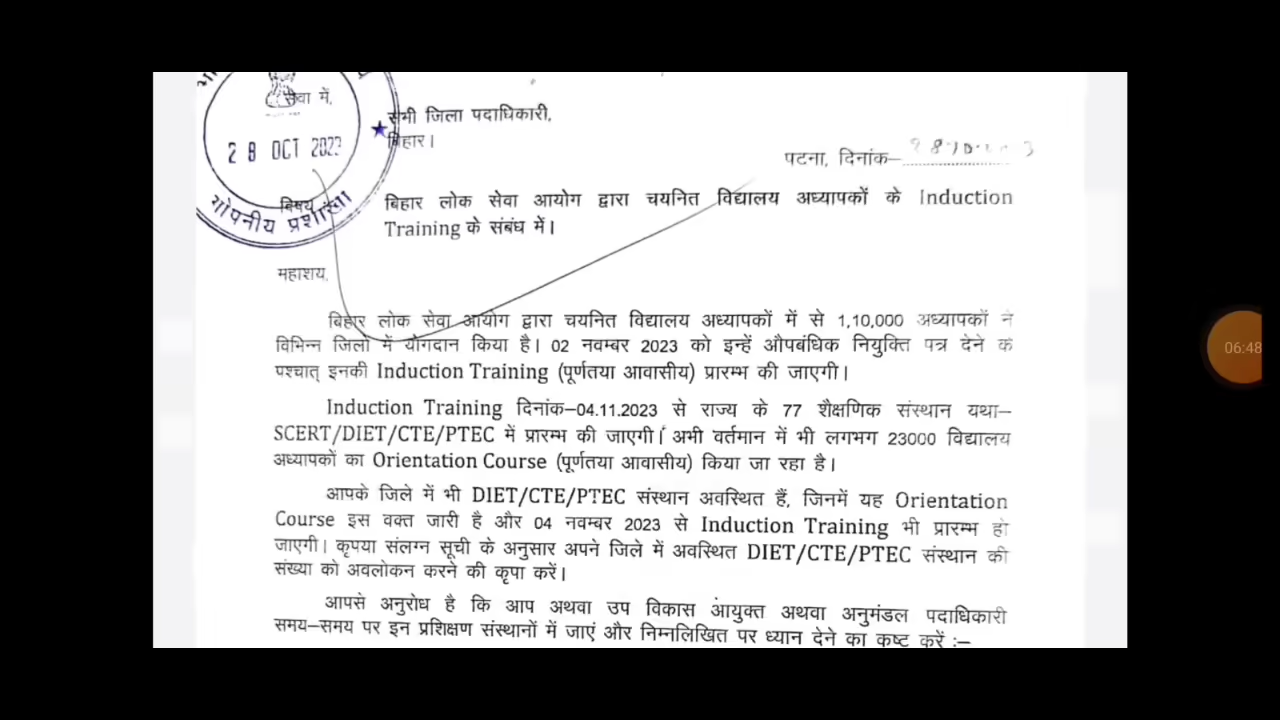 सेवा में,
सभी जिला पदाधिकारी,
बिहार।
28 OCT 2023
गोपनीय प्रशाखा
पटना, दिनांक–
विषय
बिहार लोक सेवा आयोग द्वारा चयनित विद्यालय अध्यापकों के Induction
Training के संबंध में।
महाशय,
बिहार लोक सेवा आयोग द्वारा चयनित विद्यालय अध्यापकों में से 1,10,000 अध्यापकों ने
विभिन्न जिलों में योगदान किया है। 02 नवम्बर 2023 को इन्हें औपबंधिक नियुक्ति पत्र देने के
पश्चात् इनकी Induction Training (पूर्णतया आवासीय) प्रारम्भ की जाएगी।
Induction Training दिनांक–04.11.2023 से राज्य के 77 शैक्षणिक संस्थान यथा–
SCERT/DIET/CTE/PTEC में प्रारम्भ की जाएगी। अभी वर्तमान में भी लगभग 23000 विद्यालय
अध्यापकों का Orientation Course (पूर्णतया आवासीय) किया जा रहा है।
आपके जिले में भी DIET/CTE/PTEC संस्थान अवस्थित हैं, जिनमें यह Orientation
Course इस वक्त जारी है और 04 नवम्बर 2023 से Induction Training भी प्रारम्भ हो
जाएगी। कृपया संलग्न सूची के अनुसार अपने जिले में अवस्थित DIET/CTE/PTEC संस्थान की
संख्या को अवलोकन करने की कृपा करें।
आपसे अनुरोध है कि आप अथवा उप विकास आयुक्त अथवा अनुमंडल पदाधिकारी
समय–समय पर इन प्रशिक्षण संस्थानों में जाएं और निम्नलिखित पर ध्यान देने का कष्ट करें :–
06:48